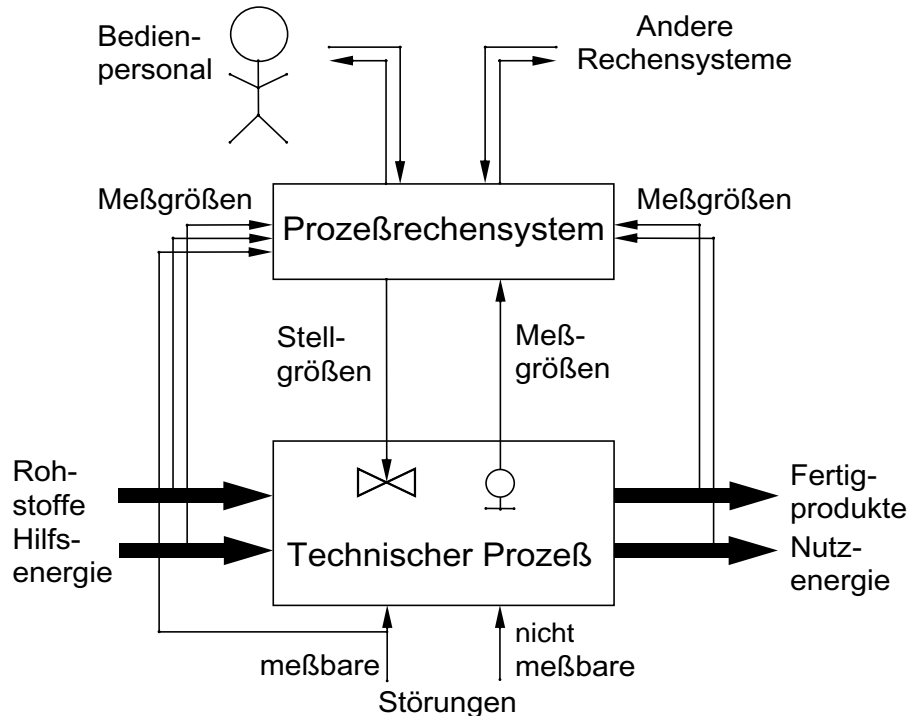 Bedien-
personal
Andere
Rechensysteme
Meßgrößen
Meßgrößen
Prozeßrechensystem
Stell-
größen
Meß-
größen
Roh-
stoffe
Hilfs-
energie
Fertig-
produkte
Nutz-
energie
Technischer Prozeß
meßbare
nicht
meßbare
Störungen